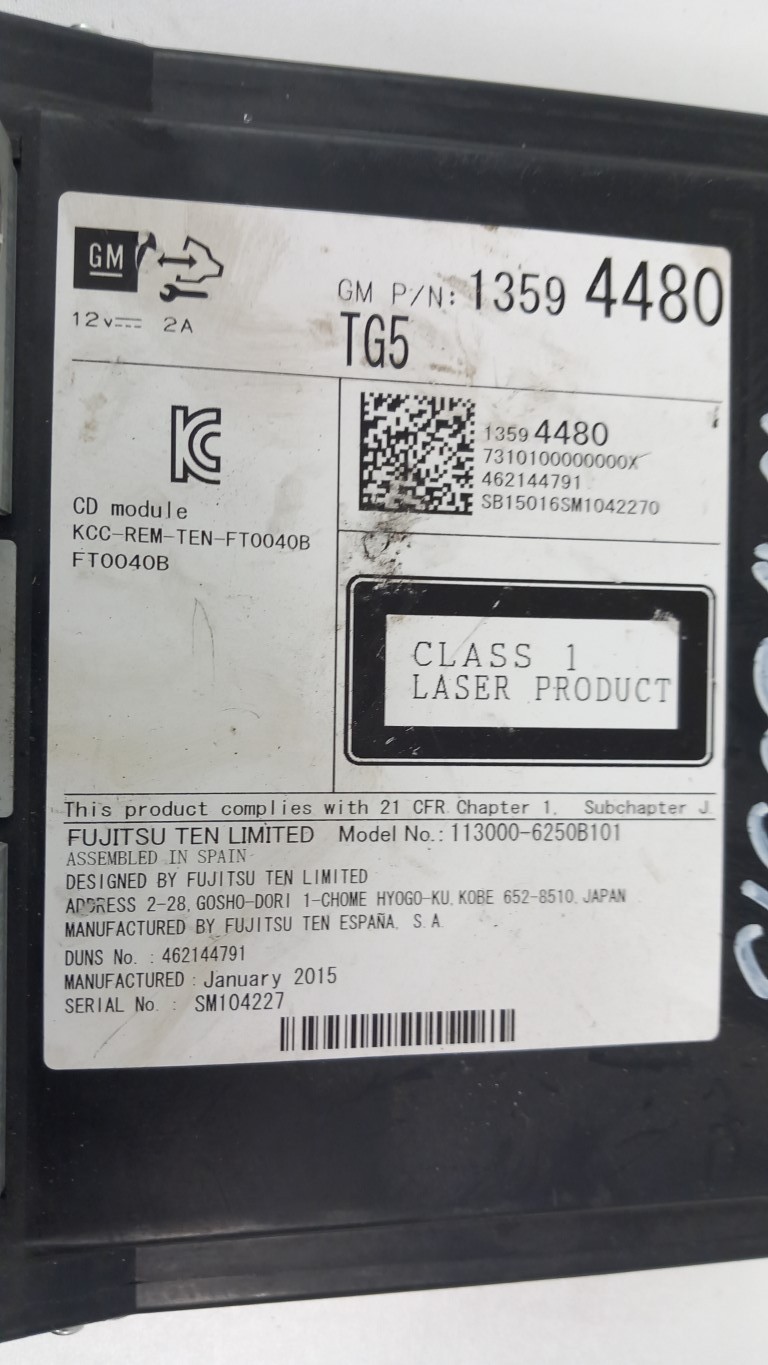 GM
12v 2A
GM P/N: 1359 4480
TG5
CD module
KCC-REM-TEN-FT0040B
FT0040B
1359 4480
7310100000000X
462144791
SB15016SM1042270
CLASS 1
LASER PRODUCT
This product complies with 21 CFR Chapter 1, Subchapter J
FUJITSU TEN LIMITED Model No.: 113000-6250B101
ASSEMBLED IN SPAIN
DESIGNED BY FUJITSU TEN LIMITED
ADDRESS 2-28, GOSHO-DORI 1-CHOME HYOGO-KU, KOBE 652-8510, JAPAN
MANUFACTURED BY FUJITSU TEN ESPAÑA, S.A.
DUNS No. : 462144791
MANUFACTURED : January 2015
SERIAL No. : SM104227